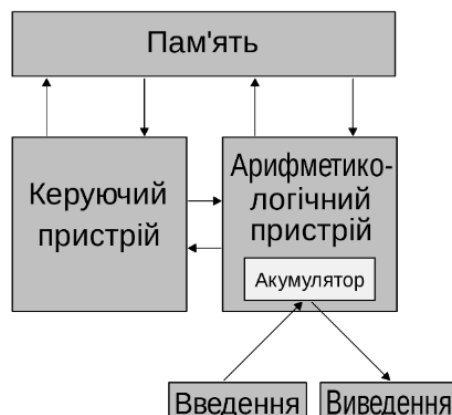 Пам'ять
Керуючий
пристрій
Арифметико-
логічний
пристрій
Акумулятор
Введення
Виведення